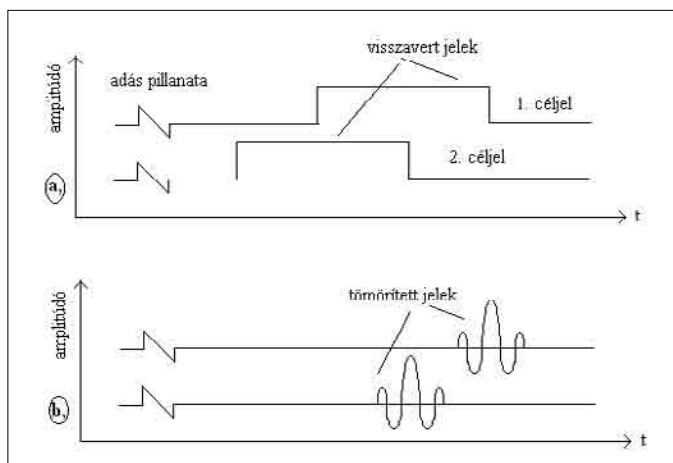 visszavert jelek
adás pillanata
amplitúdó
1. céljel
2. céljel
a,
t
tömörített jelek
amplitúdó
b,
t